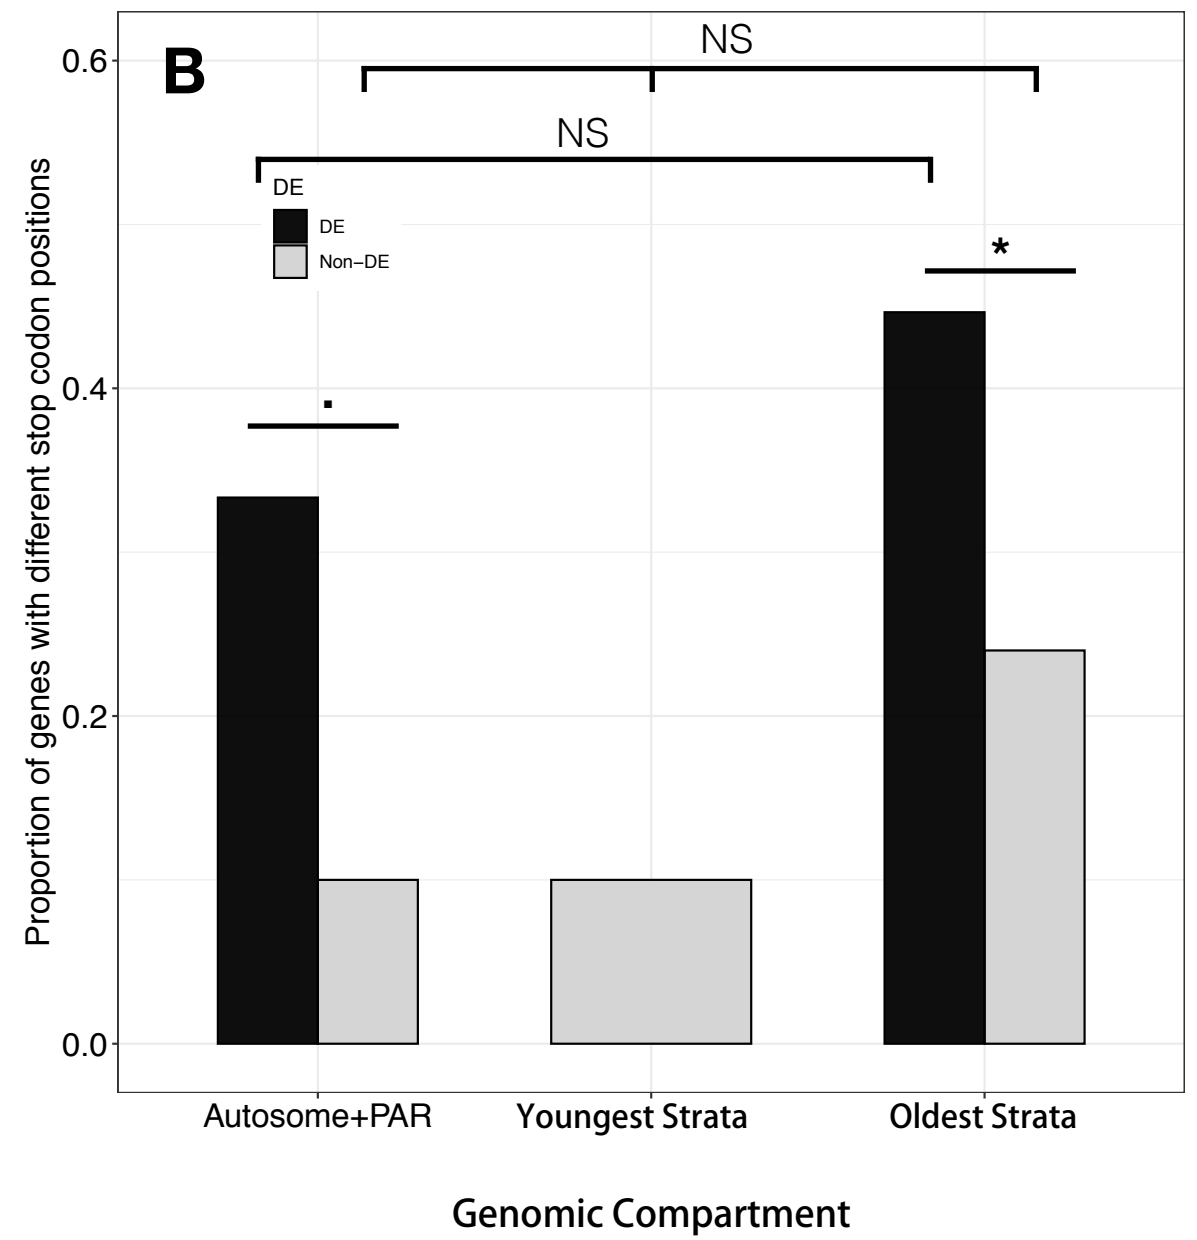 B
NS
NS
DE
DE
Non-DE
*
.
Proportion of genes with different stop codon positions
0.6
0.4
0.2
0.0
Autosome+PAR
Youngest Strata
Oldest Strata
Genomic Compartment